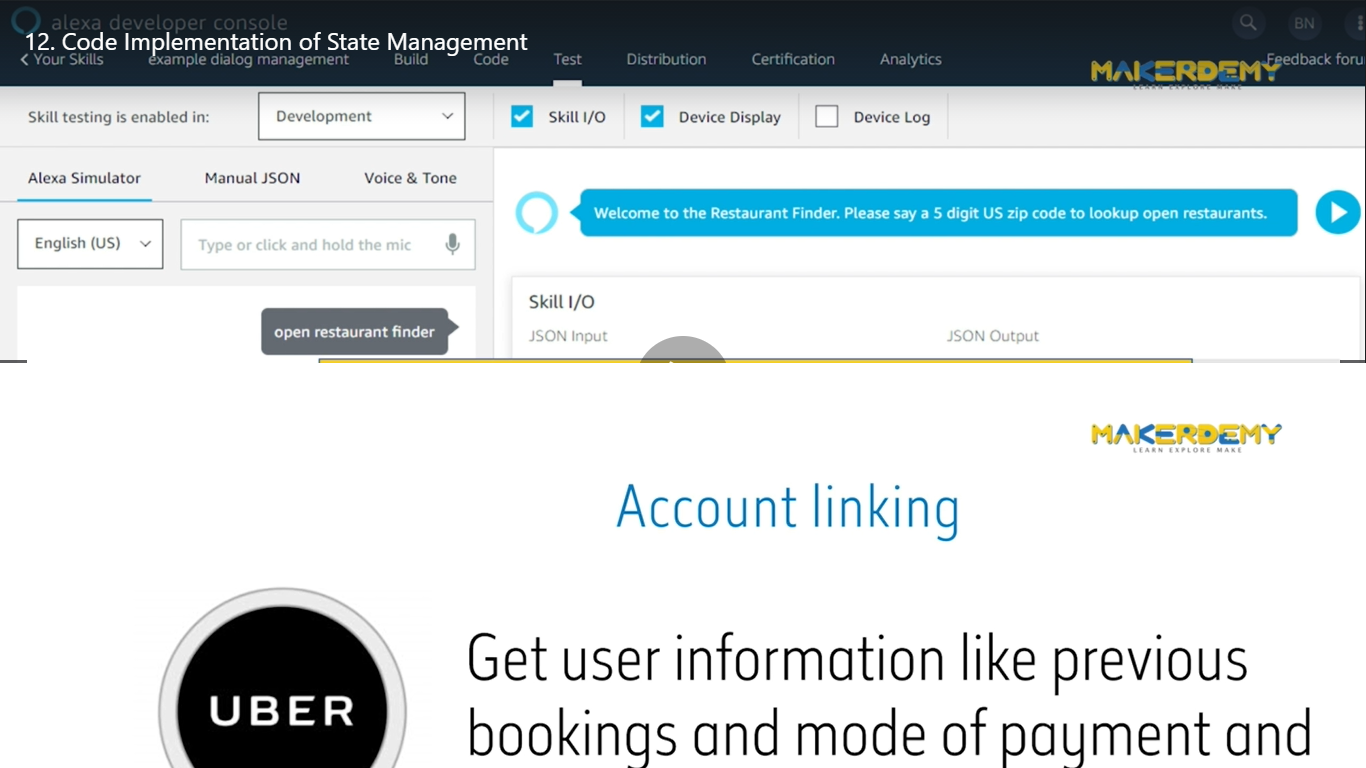 alexa developer console
BN
12. Code Implementation of State Management
Your Skills
example dialog management
Build
Code
Test
Distribution
Certification
Analytics
Feedback foru
MAKERDEMY
LEARN EXPLORE MAKE
Skill testing is enabled in:
Development
Skill I/O
Device Display
Device Log
Alexa Simulator
Manual JSON
Voice & Tone
Welcome to the Restaurant Finder. Please say a 5 digit US zip code to lookup open restaurants.
English (US)
Type or click and hold the mic
open restaurant finder
Skill I/O
JSON Input
JSON Output
MAKERDEMY
LEARN EXPLORE MAKE
Account linking
UBER
Get user information like previous
bookings and mode of payment and